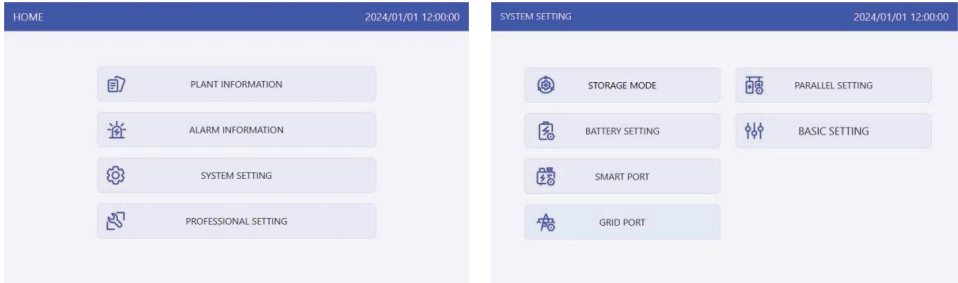 HOME 2024/01/01 12:00:00
PLANT INFORMATION
ALARM INFORMATION
SYSTEM SETTING
PROFESSIONAL SETTING
SYSTEM SETTING 2024/01/01 12:00:00
STORAGE MODE
BATTERY SETTING
SMART PORT
GRID PORT
PARALLEL SETTING
BASIC SETTING